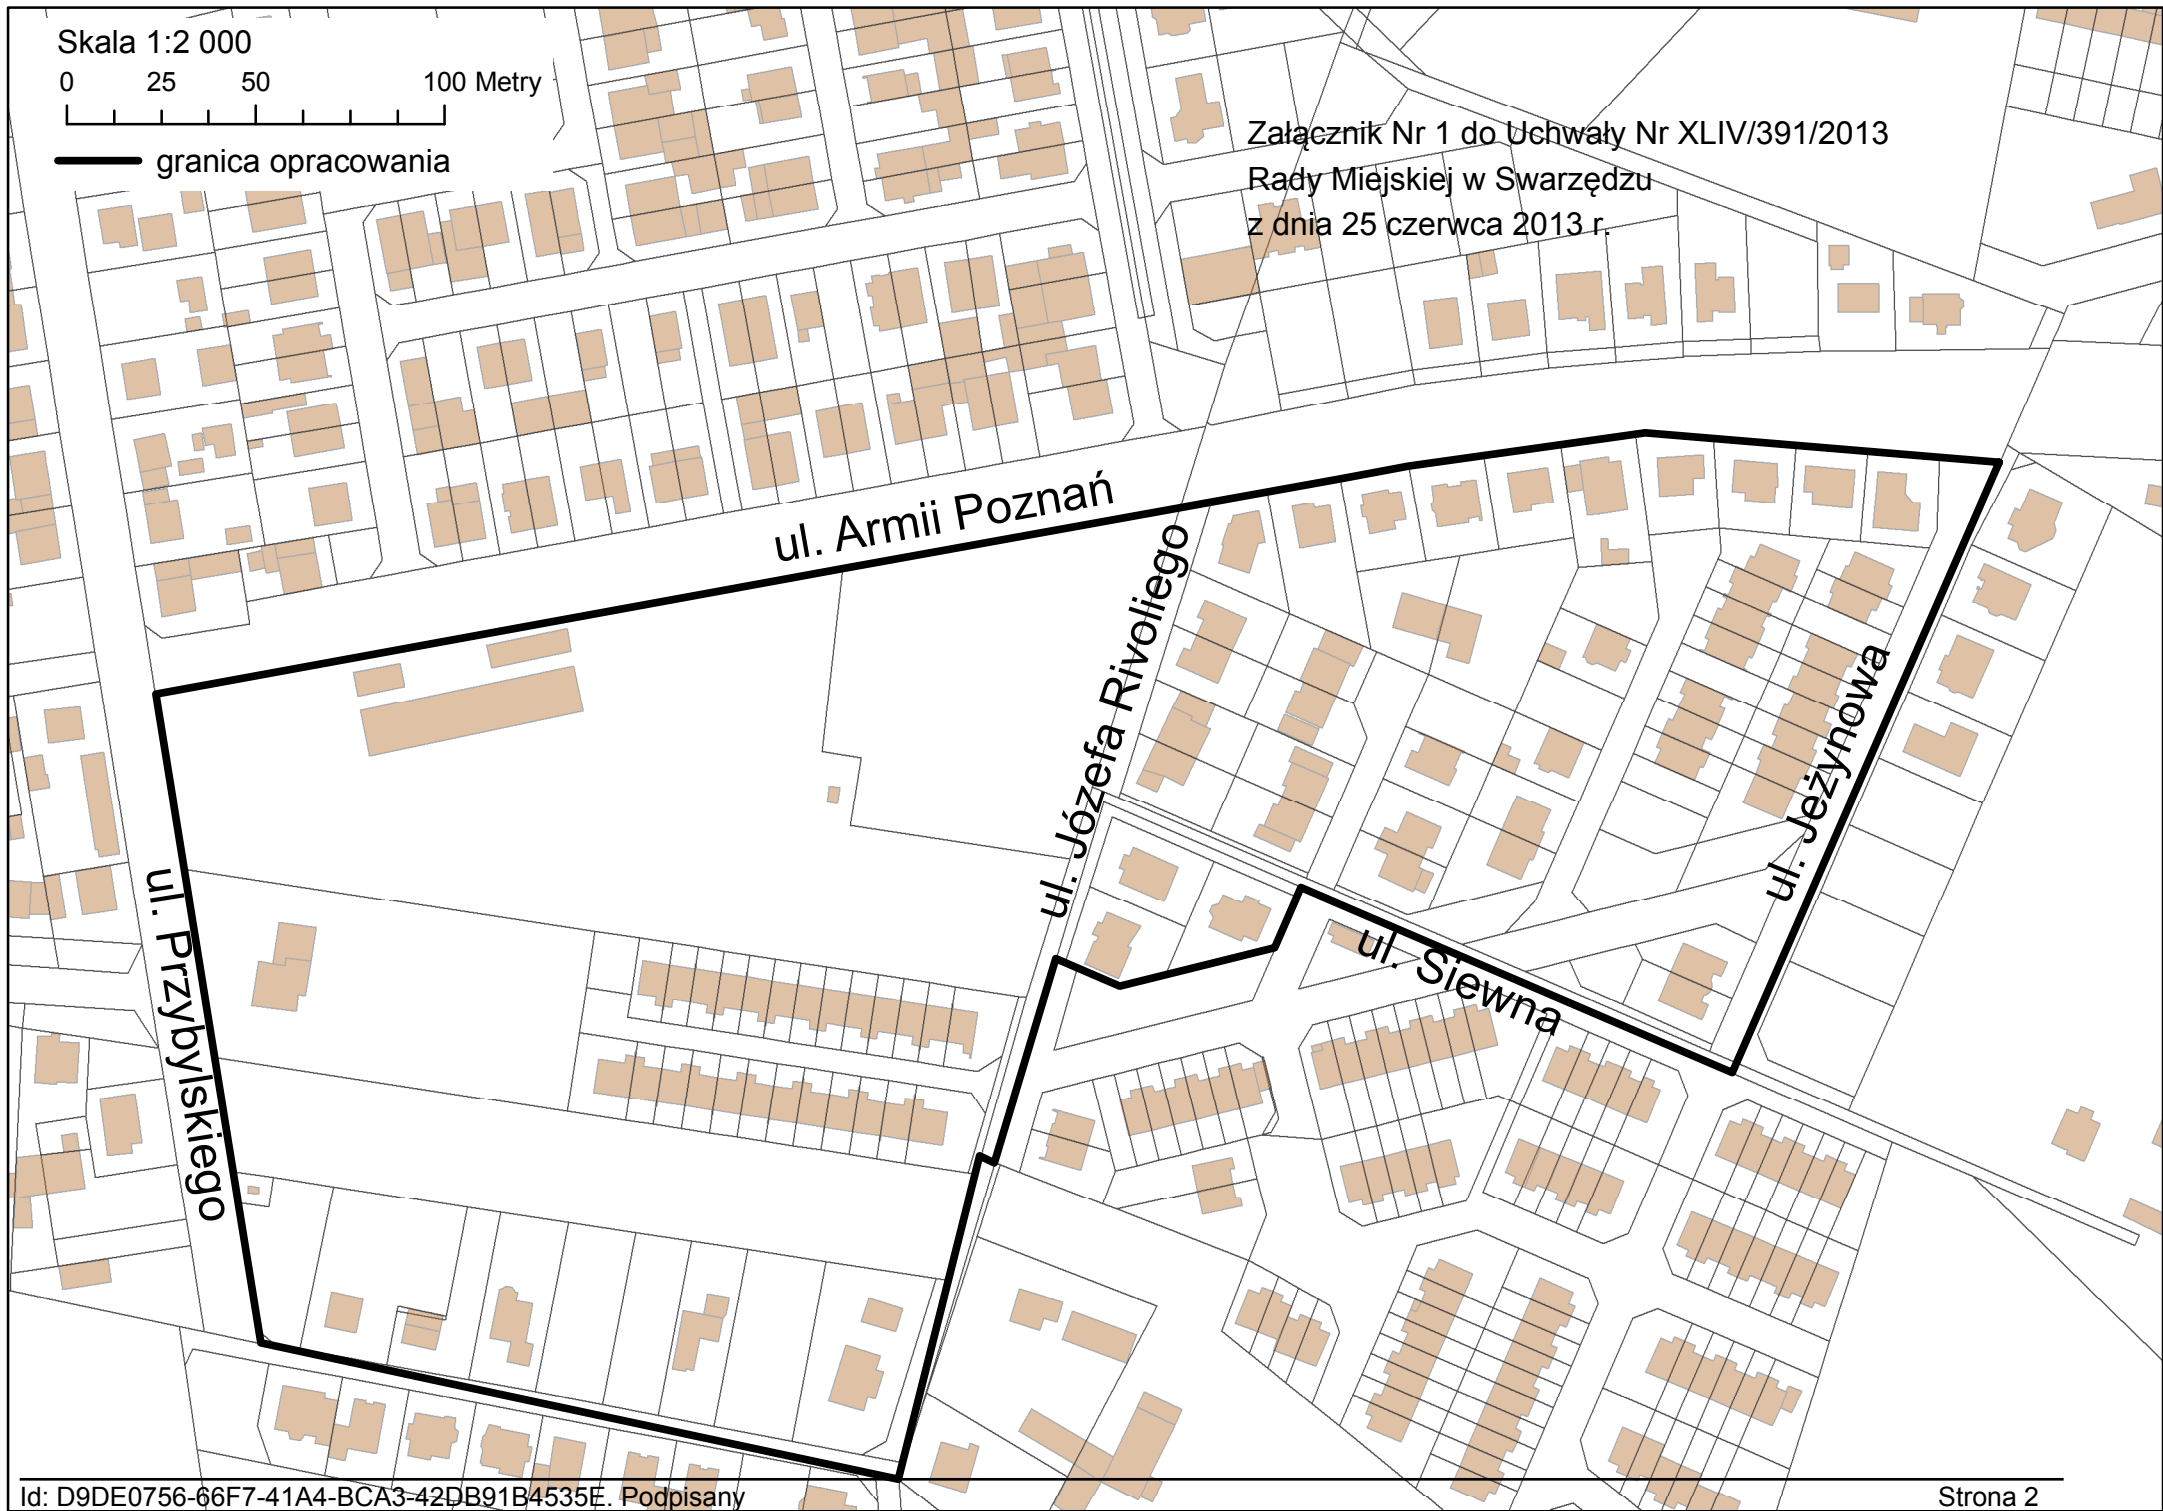 Skala 1:2 000
0 25 50 100 Metry
granica opracowania
Załącznik Nr 1 do Uchwały Nr XLIV/391/2013
Rady Miejskiej w Swarzędzu
z dnia 25 czerwca 2013 r.
ul. Armii Poznań
ul. Józefa Rivoliego
ul. Jeżynowa
ul. Przybylskiego
ul. Siewna
Id: D9DE0756-66F7-41A4-BCA3-42DB91B4535E. Podpisany
Strona 2